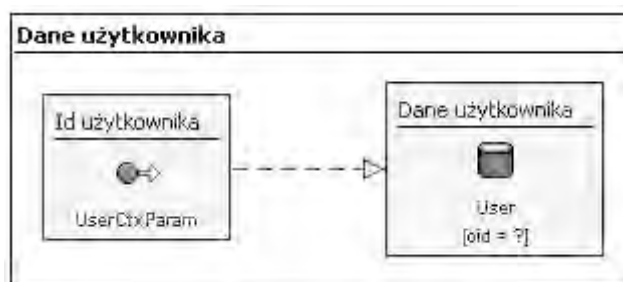 Dane użytkownika
Id użytkownika
UserCtxParam
Dane użytkownika
User
[oid = ?]